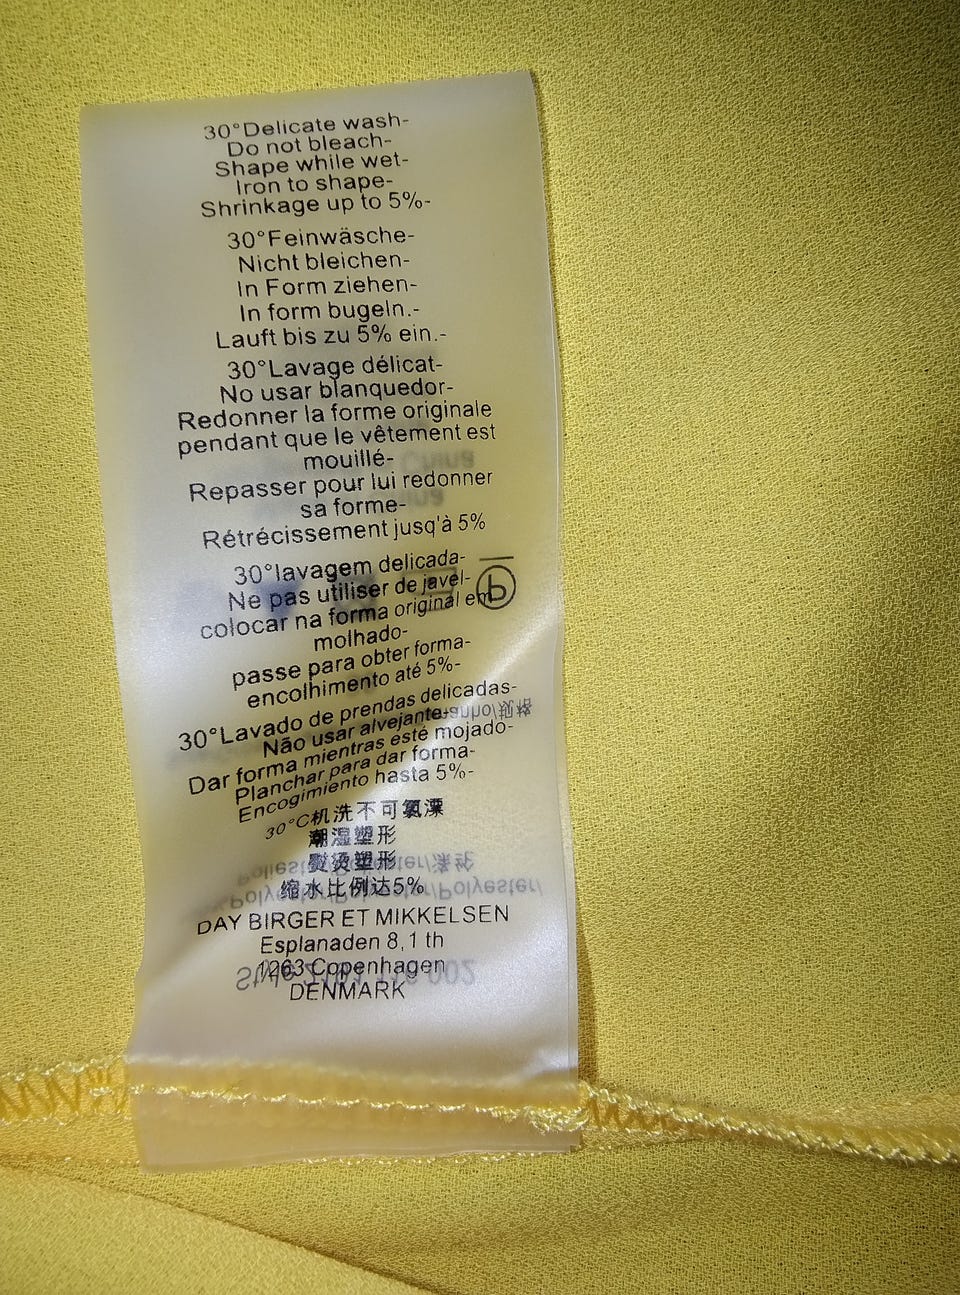 30°Delicate wash-
Do not bleach-
Shape while wet-
Iron to shape-
Shrinkage up to 5%-
30°Feinwäsche-
Nicht bleichen-
In Form ziehen-
In form bugeln.-
Lauft bis zu 5% ein.-
30°Lavage délicat-
No usar blanquedor-
Redonner la forme originale
pendant que le vêtement est
mouillé-
Repasser pour lui redonner
sa forme-
Rétrécissement jusq'à 5%
30°lavagem delicada-
Ne pas utiliser de javel-
colocar na forma original em
molhado-
passe para obter forma-
encolhimento até 5%-
30°Lavado de prendas delicadas-
Não usar alvejante-
Dar forma mientras esté mojado-
Planchar para dar forma-
Encogimiento hasta 5%-
30°C机洗不可氯漂
潮湿塑形
熨烫塑形
缩水比例达5%
DAY BIRGER ET MIKKELSEN
Esplanaden 8,1 th
1263 Copenhagen
DENMARK